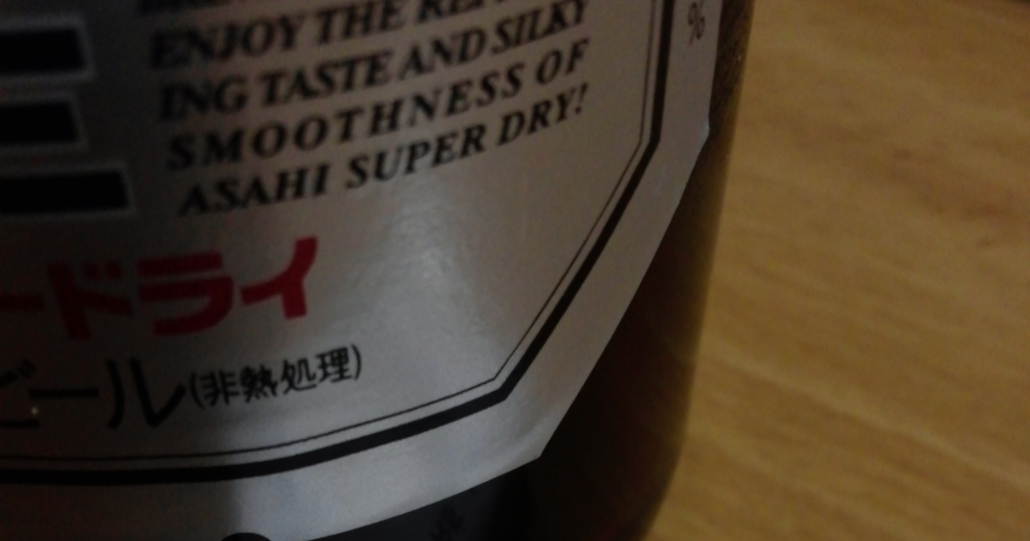 ENJOY THE
ING TASTE AND SILKY
SMOOTHNESS OF
ASAHI SUPER DRY!
%
ードライ
ビール(非熱処理)